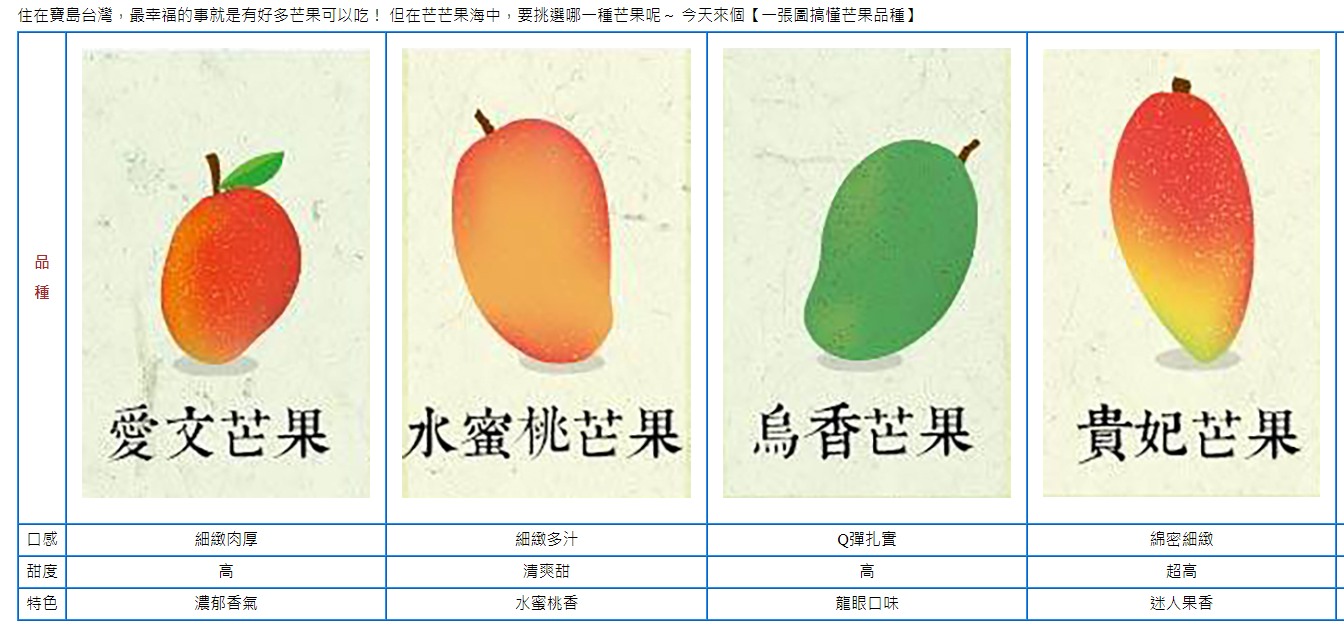 住在寶島台灣，最幸福的事就是有好多芒果可以吃！ 但在芒芒果海中，要挑選哪一種芒果呢～ 今天來個【一張圖搞懂芒果品種】
品種
愛文芒果 水蜜桃芒果 烏香芒果 貴妃芒果
口感 細緻肉厚 細緻多汁 Q彈扎實 綿密細緻
甜度 高 清爽甜 高 超高
特色 濃郁香氣 水蜜桃香 龍眼口味 迷人果香